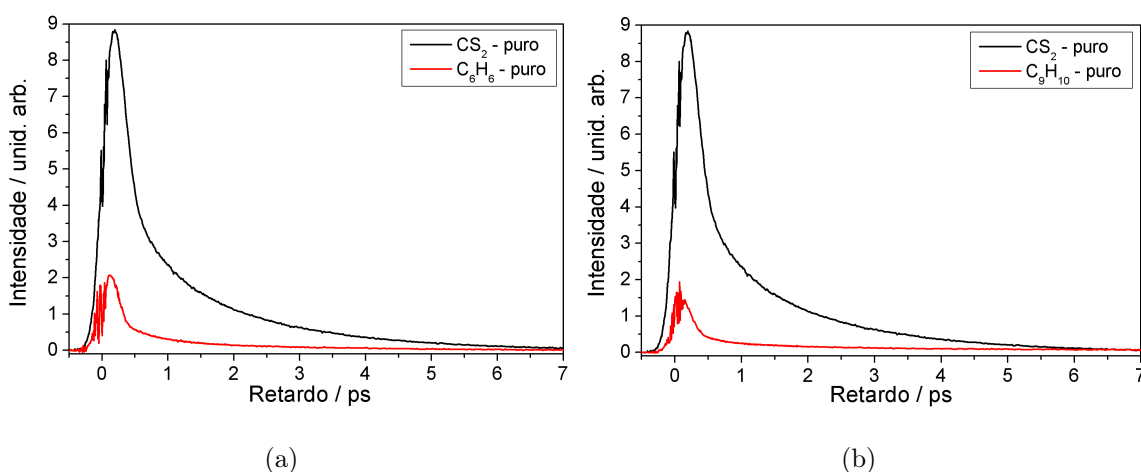 9
8
7
6
5
4
3
2
1
0
Intensidade / unid. arb.
CS2 - puro
C6H6 - puro
0 1 2 3 4 5 6 7
Retardo / ps
(a)
9
8
7
6
5
4
3
2
1
0
Intensidade / unid. arb.
CS2 - puro
C9H10 - puro
0 1 2 3 4 5 6 7
Retardo / ps
(b)